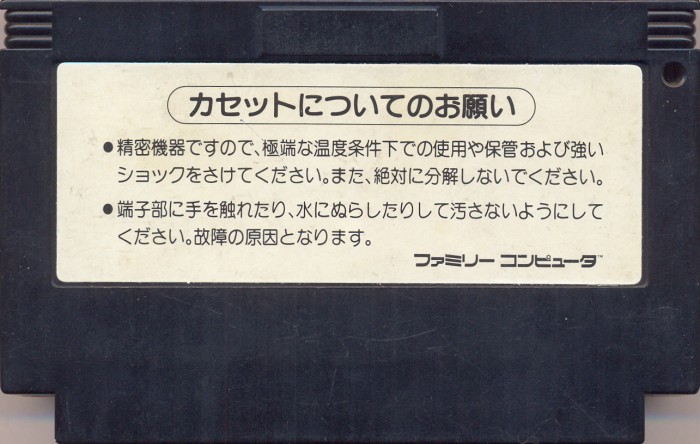 カセットについてのお願い
●精密機器ですので、極端な温度条件下での使用や保管および強い
ショックをさけてください。また、絶対に分解しないでください。
●端子部に手を触れたり、水にぬらしたりして汚さないようにして
ください。故障の原因となります。
ファミリー コンピュータ™